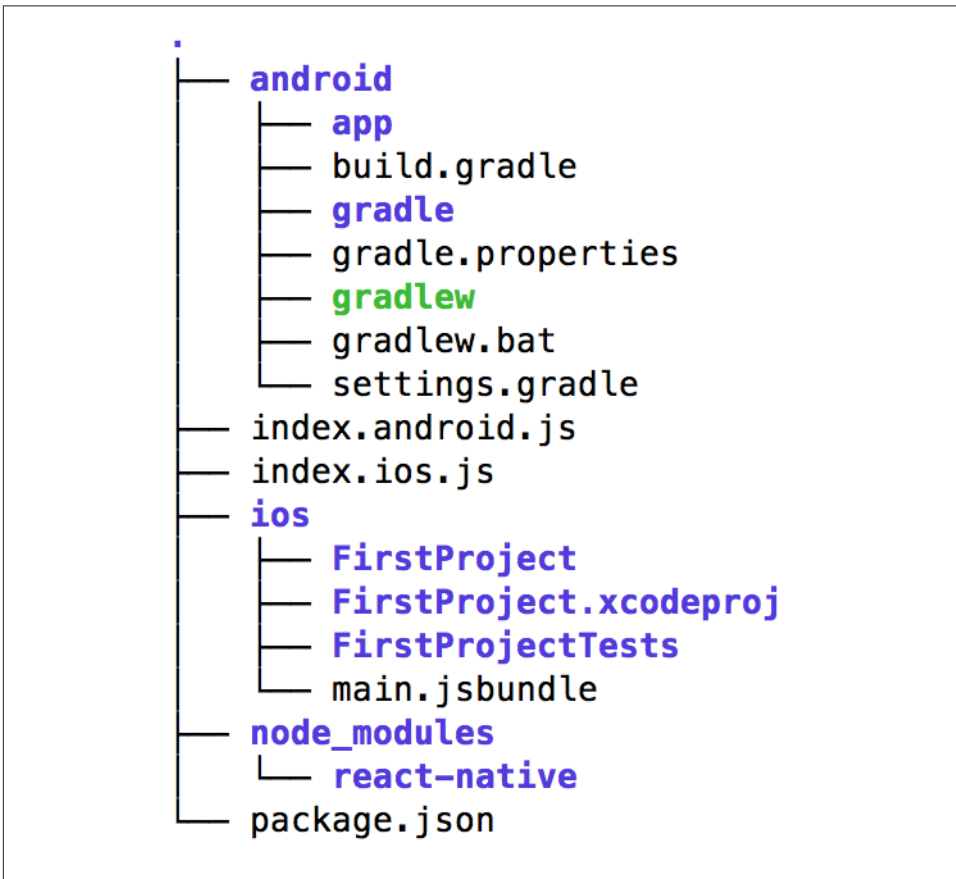 .
├── android
│   ├── app
│   ├── build.gradle
│   ├── gradle
│   ├── gradle.properties
│   ├── gradlew
│   ├── gradlew.bat
│   └── settings.gradle
├── index.android.js
├── index.ios.js
├── ios
│   ├── FirstProject
│   ├── FirstProject.xcodeproj
│   ├── FirstProjectTests
│   └── main.jsbundle
├── node_modules
│   └── react-native
└── package.json